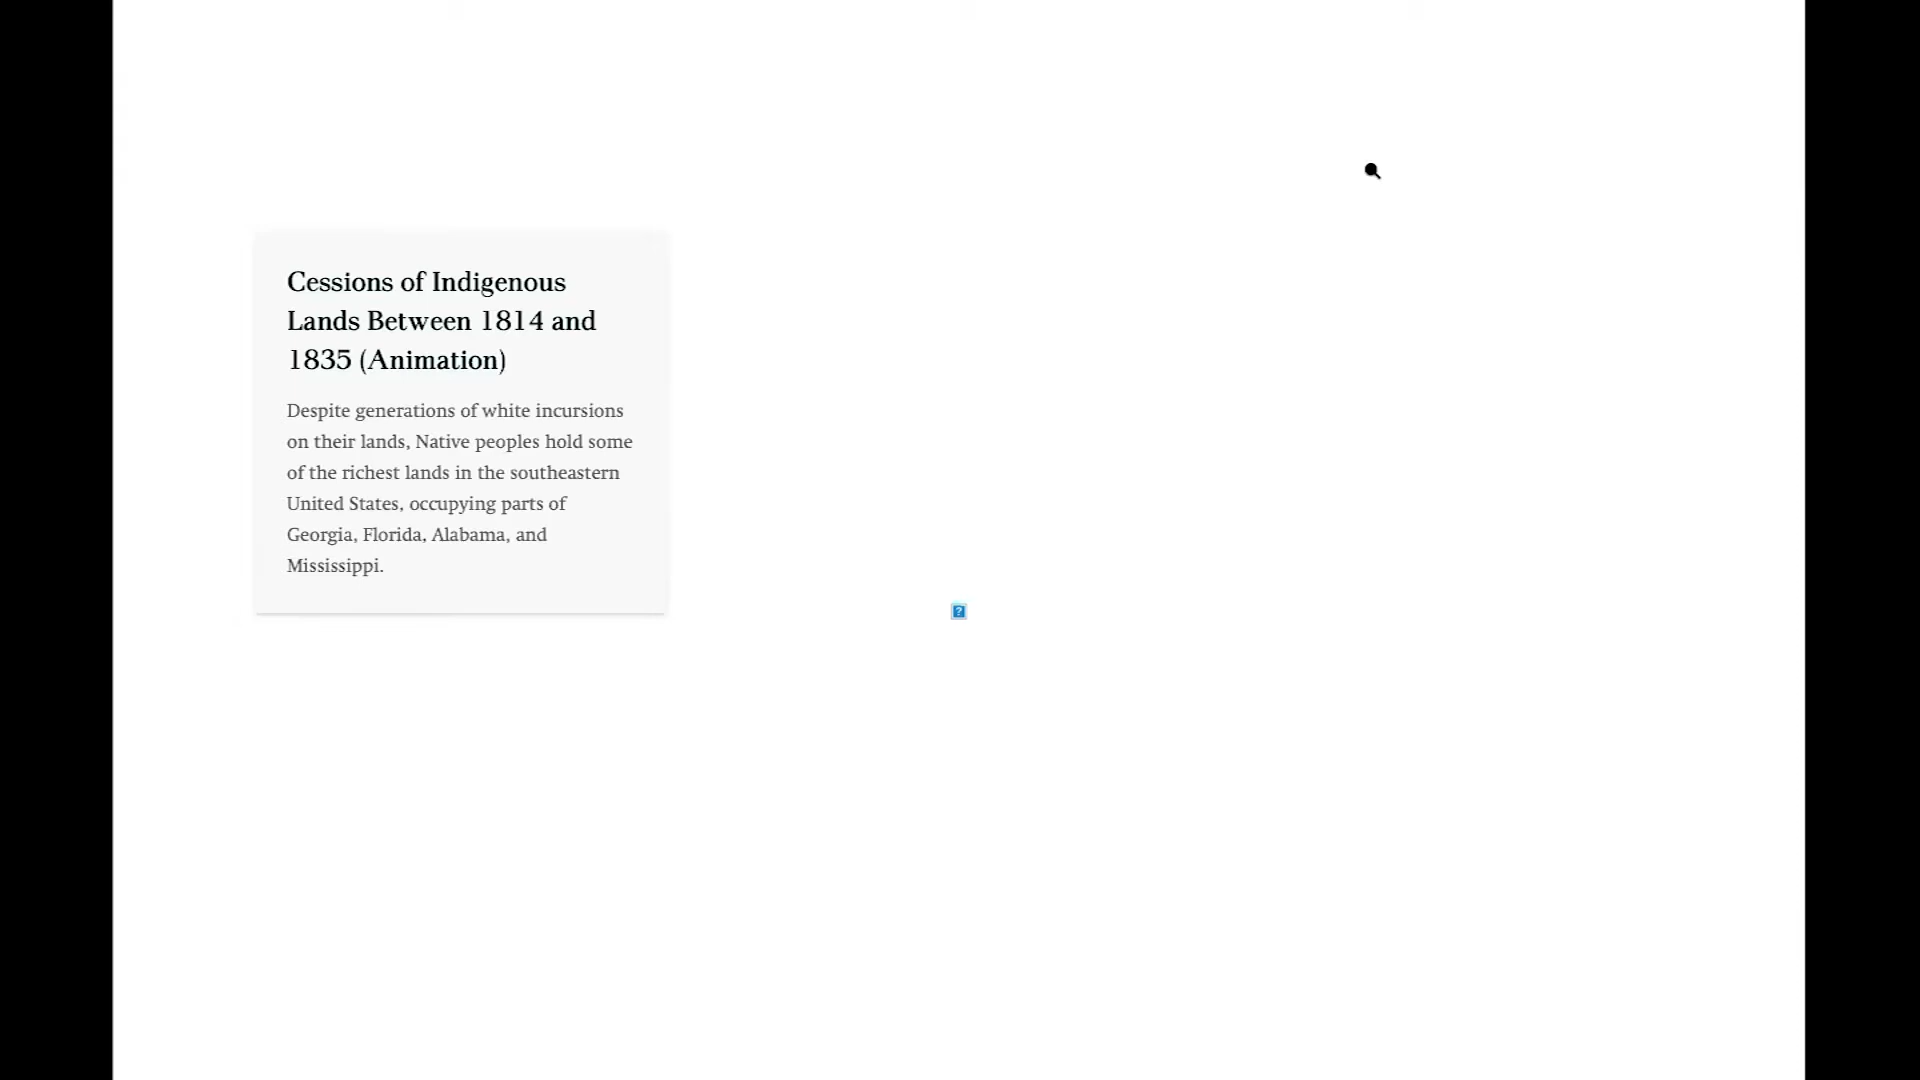 Cessions of Indigenous
Lands Between 1814 and
1835 (Animation)
Despite generations of white incursions
on their lands, Native peoples hold some
of the richest lands in the southeastern
United States, occupying parts of
Georgia, Florida, Alabama, and
Mississippi.
?